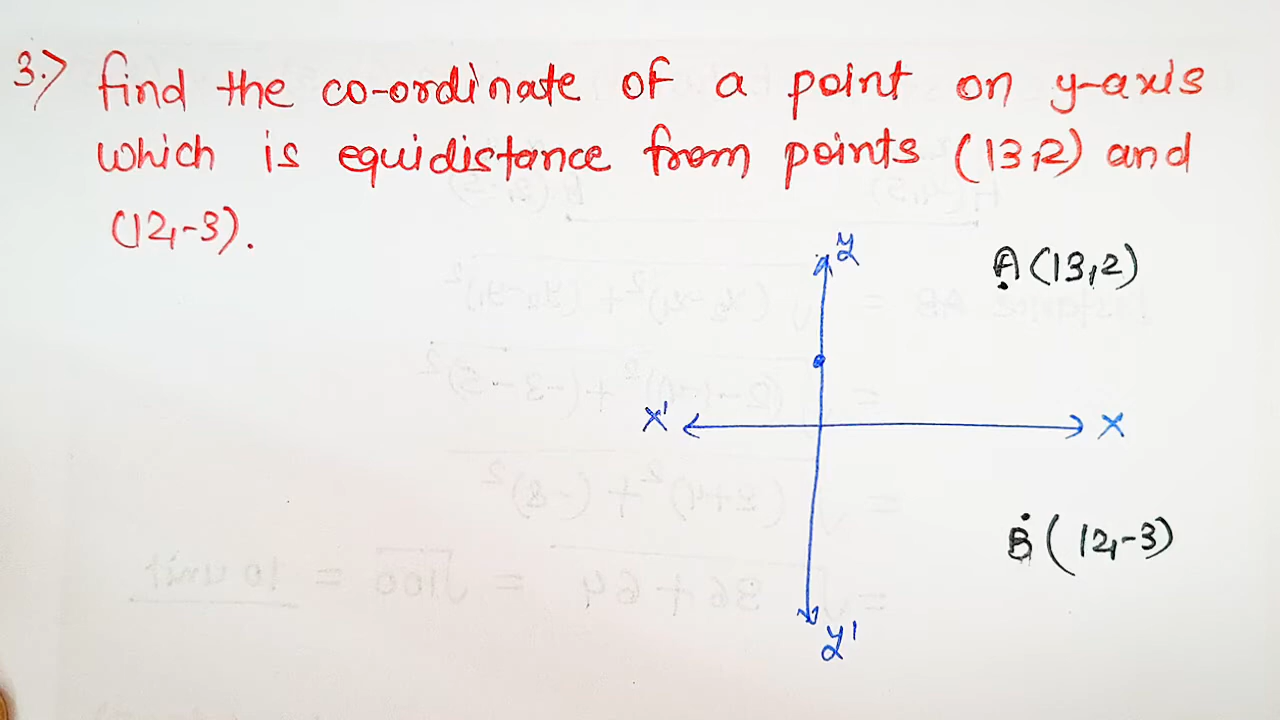 3.> find the co-ordinate of a point on y-axis
which is equidistance from points (13,2) and
(12,-3).
y
A (13,2)
X' X
B (12,-3)
y'